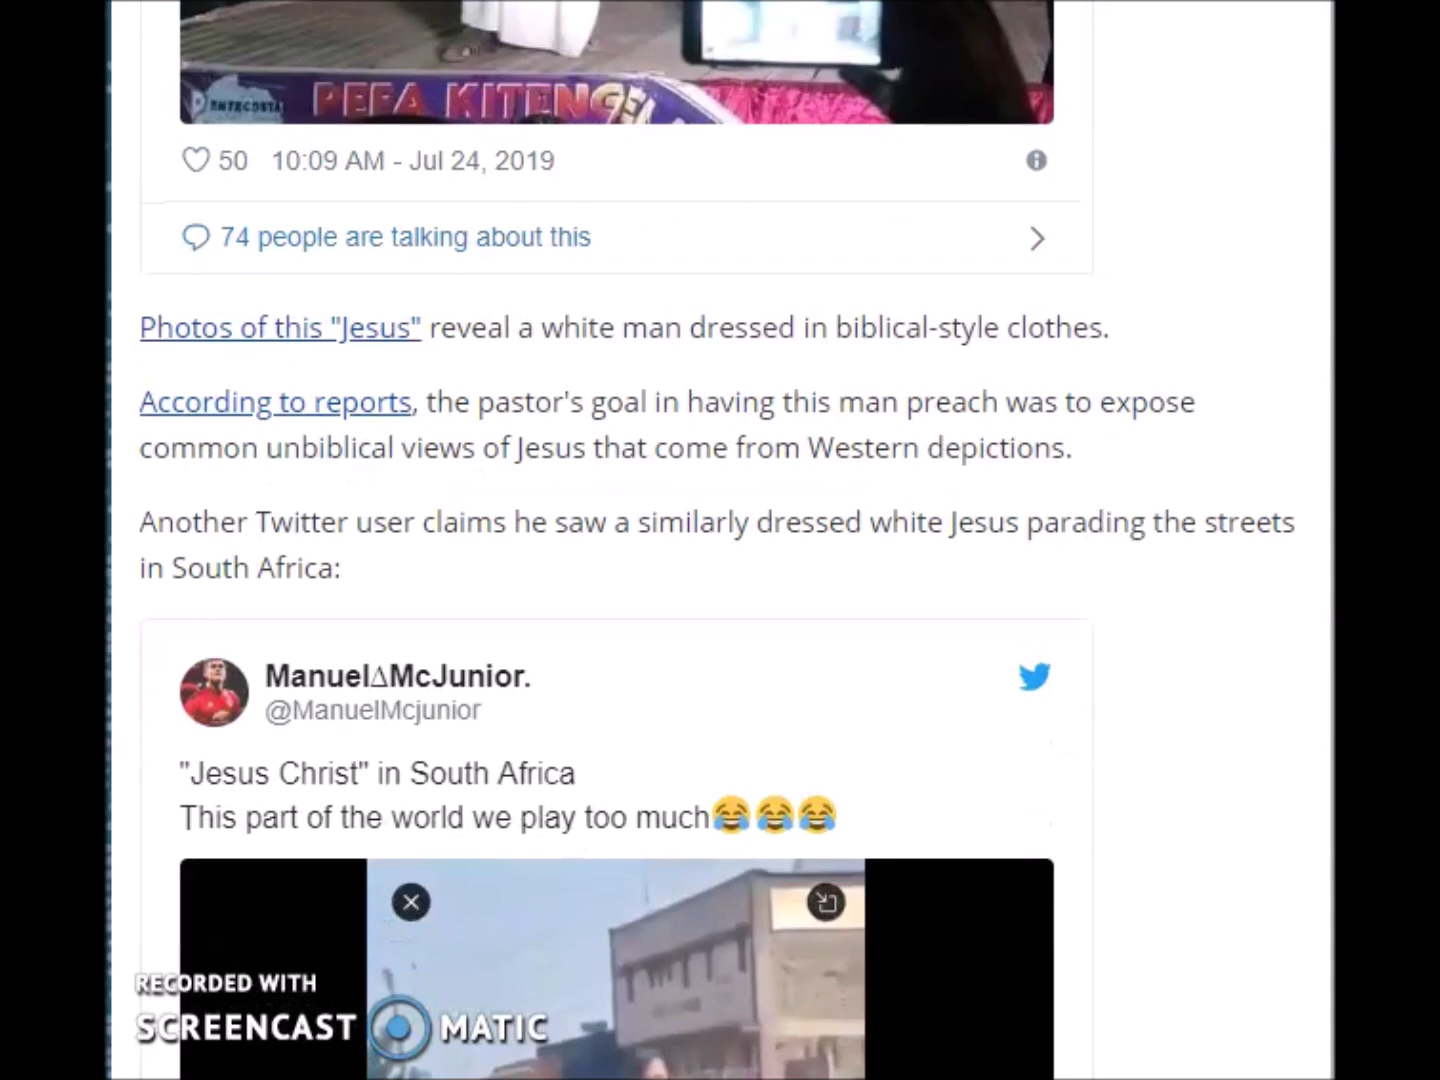 PEFA KITENG
50 10:09 AM - Jul 24, 2019
74 people are talking about this
Photos of this "Jesus" reveal a white man dressed in biblical-style clothes.
According to reports, the pastor's goal in having this man preach was to expose
common unbiblical views of Jesus that come from Western depictions.
Another Twitter user claims he saw a similarly dressed white Jesus parading the streets
in South Africa:
Manuel∆McJunior.
@ManuelMcjunior
"Jesus Christ" in South Africa
This part of the world we play too much😂😂😂
RECORDED WITH
SCREENCAST MATIC